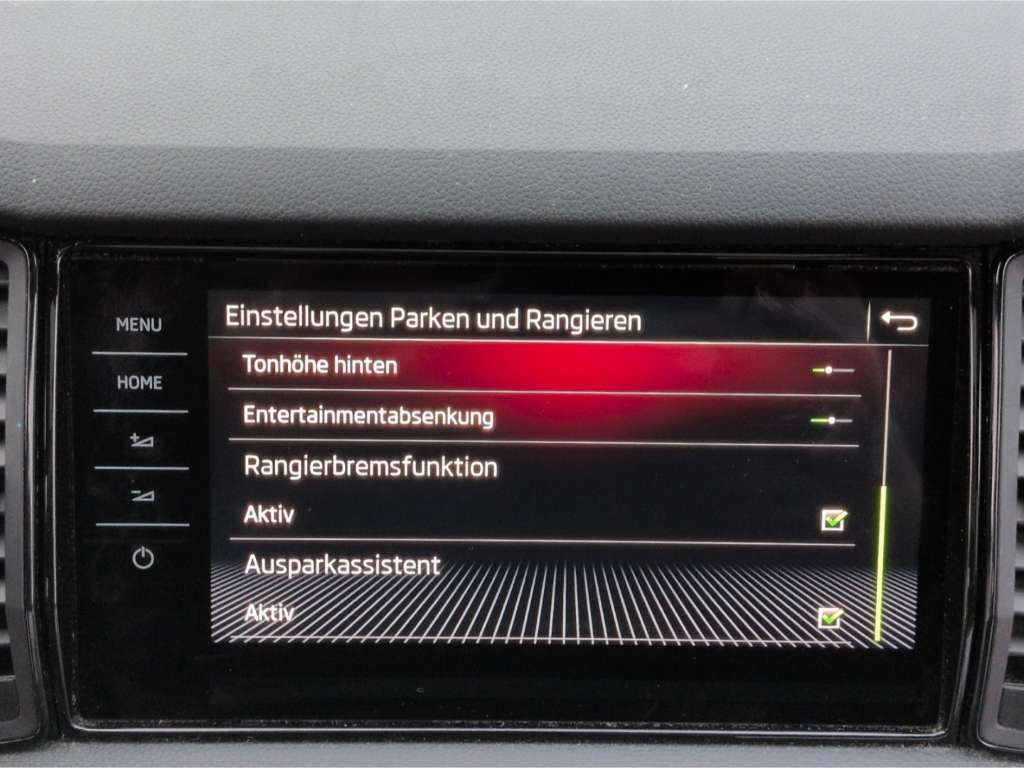 MENU
HOME
Einstellungen Parken und Rangieren
Tonhöhe hinten
Entertainmentabsenkung
Rangierbremsfunktion
Aktiv
Ausparkassistent
Aktiv